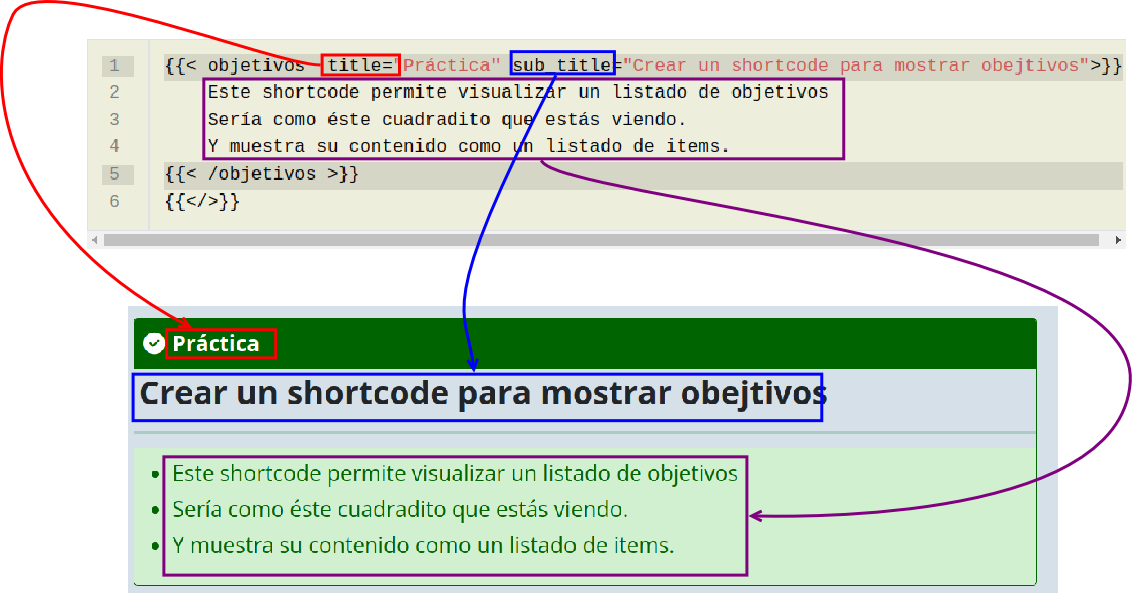 1 {{< objetivos title="Práctica" sub_title="Crear un shortcode para mostrar obejtivos">}}
2 Este shortcode permite visualizar un listado de objetivos
3 Sería como éste cuadradito que estás viendo.
4 Y muestra su contenido como un listado de items.
5 {{< /objetivos >}}
6 {{</>}}
Práctica
Crear un shortcode para mostrar obejtivos
• Este shortcode permite visualizar un listado de objetivos
• Sería como éste cuadradito que estás viendo.
• Y muestra su contenido como un listado de items.